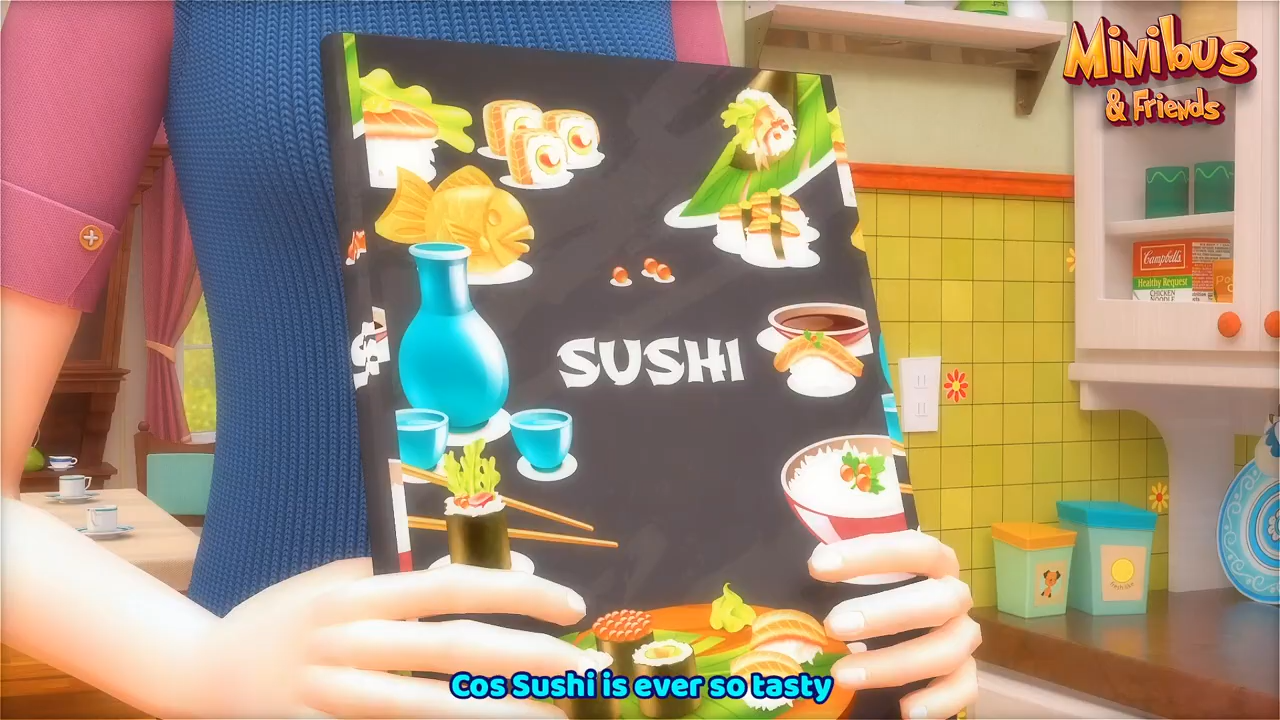 Minibus
& Friends
SUSHI
Campbell's
Healthy Request
CHICKEN
NOODLE
Cos Sushi is ever so tasty